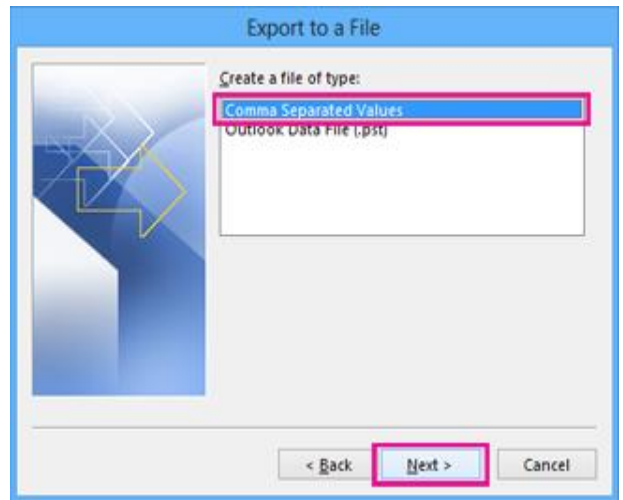 Export to a File
Create a file of type:
Comma Separated Values
Outlook Data File (.pst)
< Back
Next >
Cancel